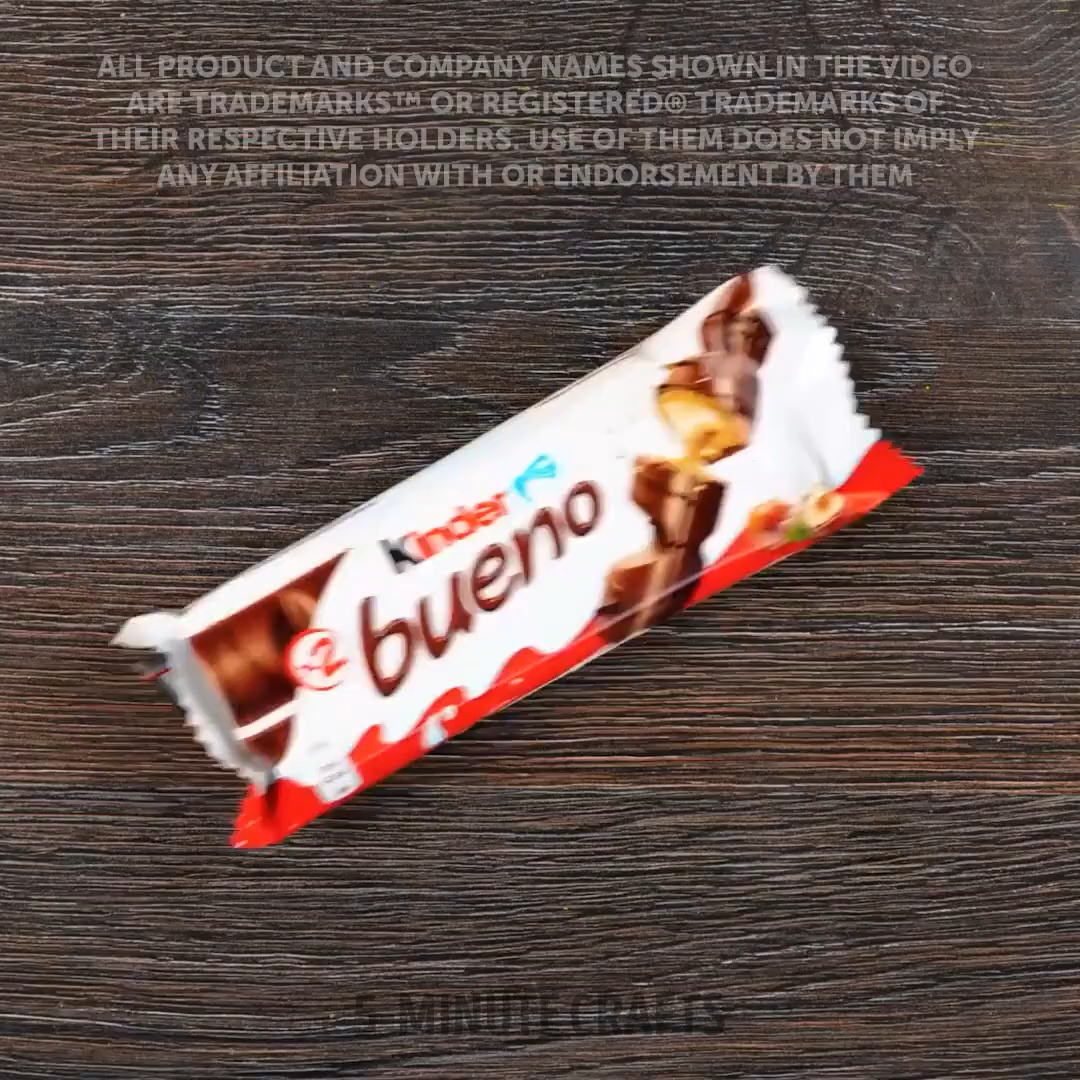 ALL PRODUCT AND COMPANY NAMES SHOWN IN THE VIDEO
ARE TRADEMARKS™ OR REGISTERED® TRADEMARKS OF
THEIR RESPECTIVE HOLDERS. USE OF THEM DOES NOT IMPLY
ANY AFFILIATION WITH OR ENDORSEMENT BY THEM
Kinder
bueno
x2
5-MINUTE CRAFTS